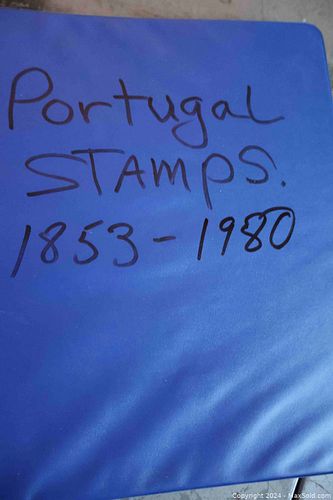 Portugal
STAMPS.
1853-1980
Copyright 2024 - MaxSold.com